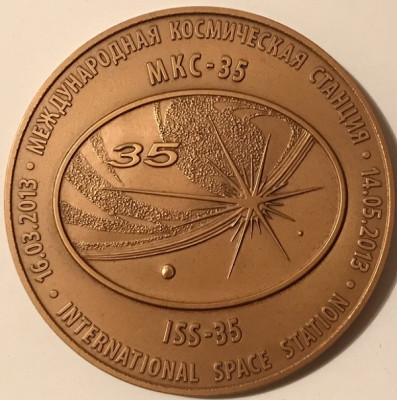 МЕЖДУНАРОДНАЯ КОСМИЧЕСКАЯ СТАНЦИЯ
МКС-35
35
16.03.2013 · 14.05.2013
ISS-35
INTERNATIONAL SPACE STATION